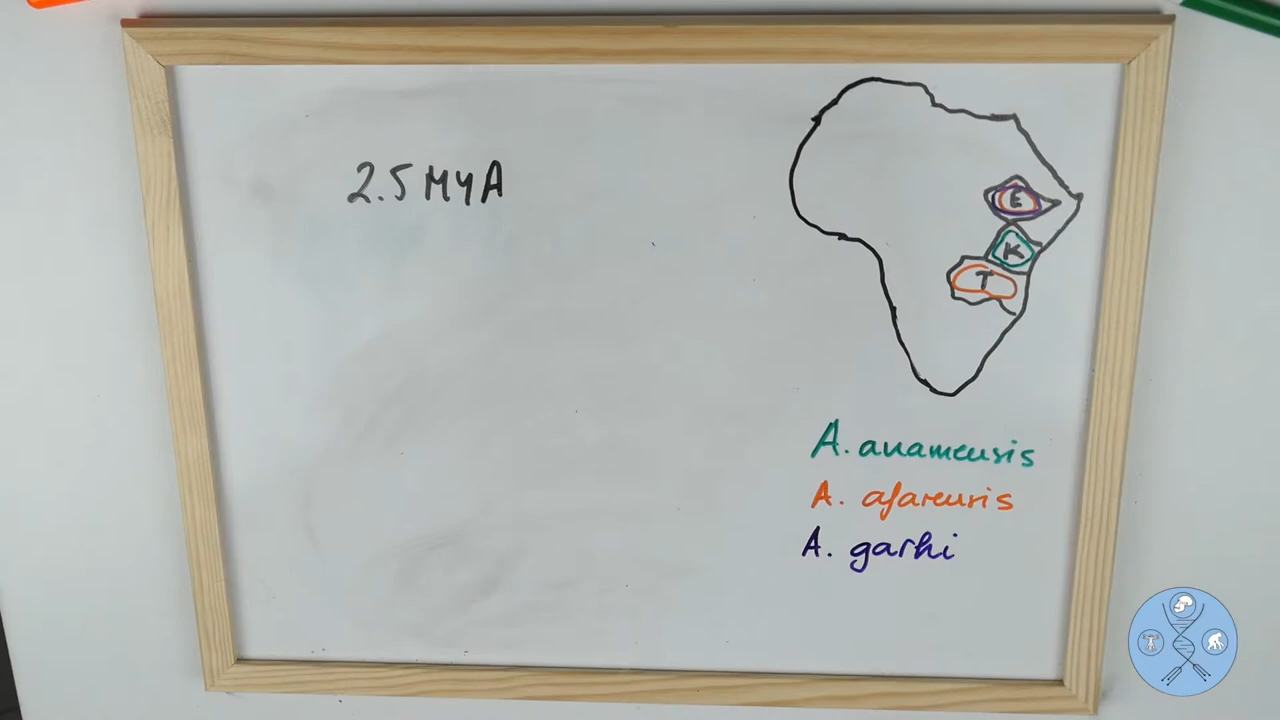 2.5 MYA
E
K
T
A. anamensis
A. afarensis
A. garhi